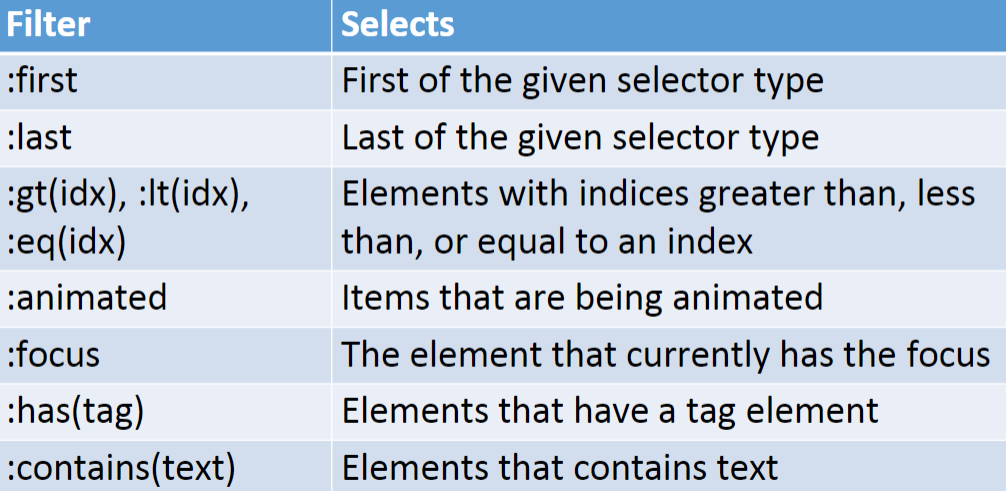 Filter Selects
:first First of the given selector type
:last Last of the given selector type
:gt(idx), :lt(idx), Elements with indices greater than, less
:eq(idx) than, or equal to an index
:animated Items that are being animated
:focus The element that currently has the focus
:has(tag) Elements that have a tag element
:contains(text) Elements that contains text